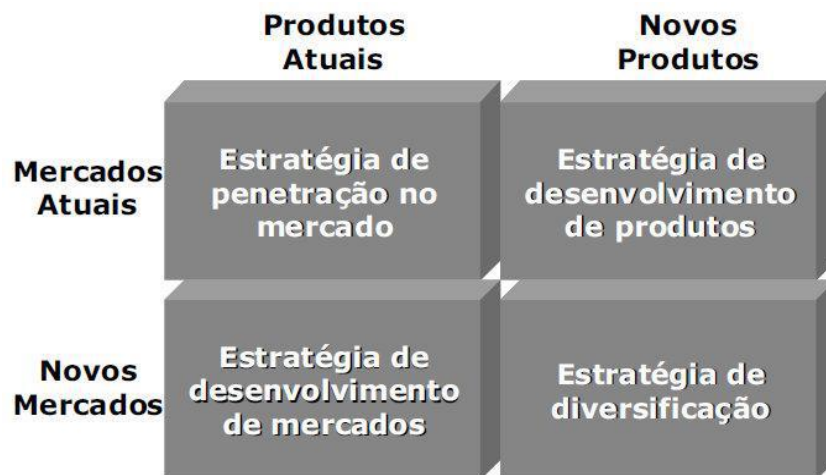 Produtos
Atuais
Novos
Produtos
Mercados
Atuais
Estratégia de
penetração no
mercado
Estratégia de
desenvolvimento
de produtos
Novos
Mercados
Estratégia de
desenvolvimento
de mercados
Estratégia de
diversificação